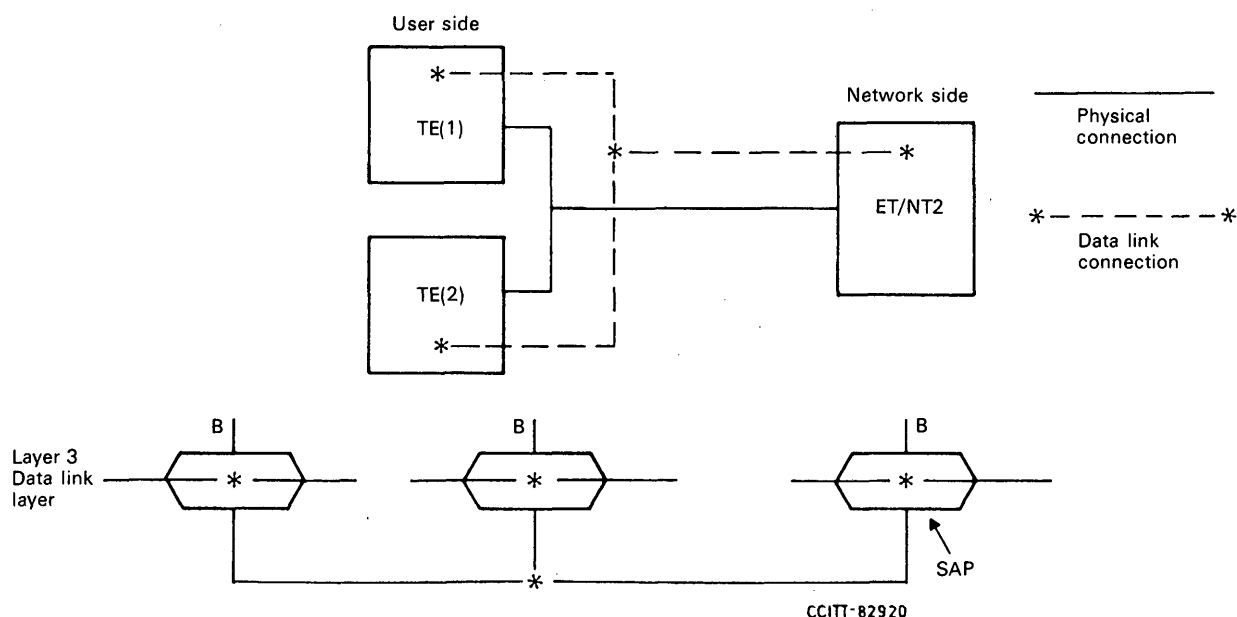 User side
TE(1)
Network side
ET/NT2
Physical
connection
TE(2)
Data link
connection
B
B
B
Layer 3
Data link
layer
SAP
CCITT-82920